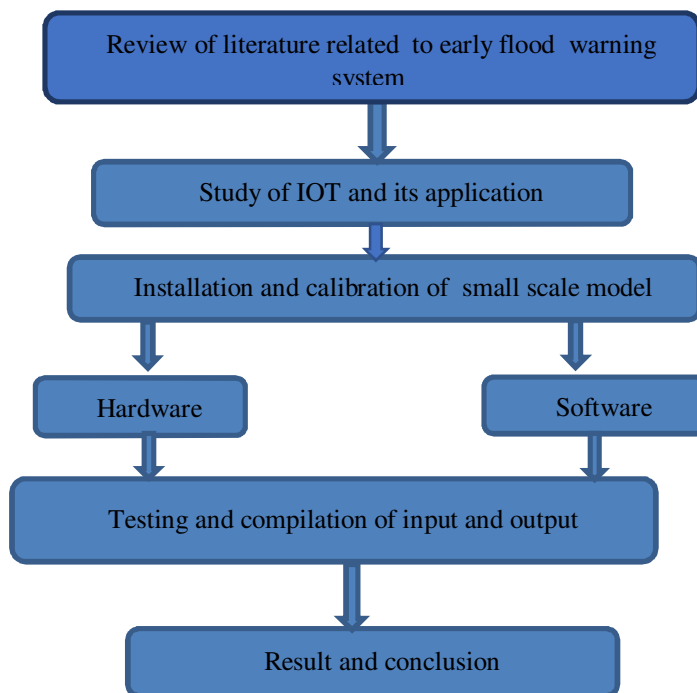 Review of literature related to early flood warning
system
Study of IOT and its application
Installation and calibration of small scale model
Hardware
Software
Testing and compilation of input and output
Result and conclusion